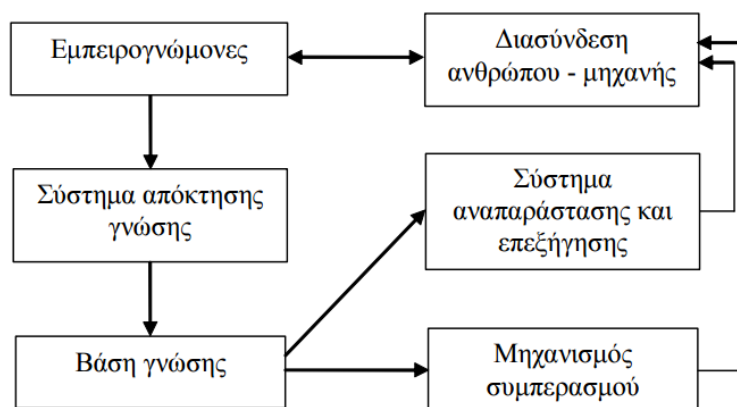 Εμπειρογνώμονες
Διασύνδεση
ανθρώπου - μηχανής
Σύστημα απόκτησης
γνώσης
Σύστημα
αναπαράστασης και
επεξήγησης
Βάση γνώσης
Μηχανισμός
συμπερασμού